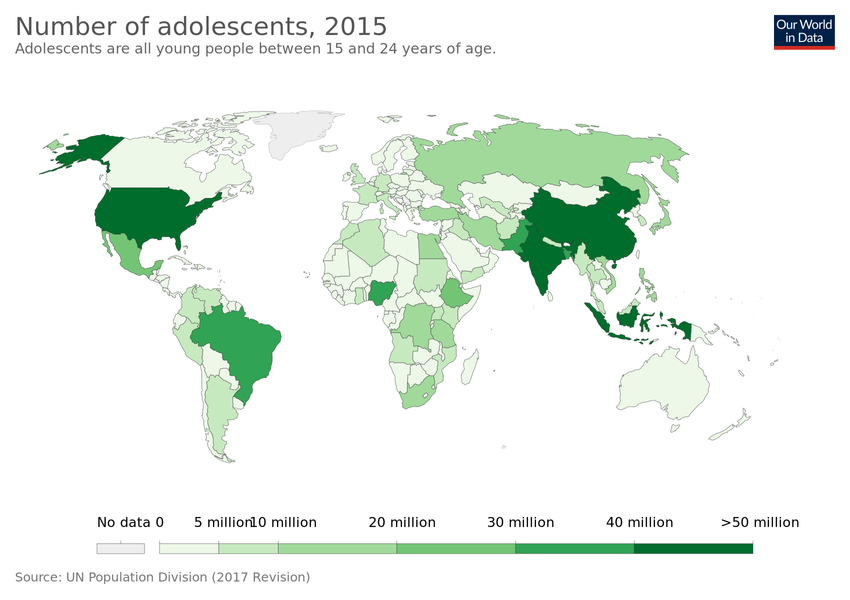 Number of adolescents, 2015
Adolescents are all young people between 15 and 24 years of age.
Our World
in Data
No data 0 5 million 10 million 20 million 30 million 40 million >50 million
Source: UN Population Division (2017 Revision)